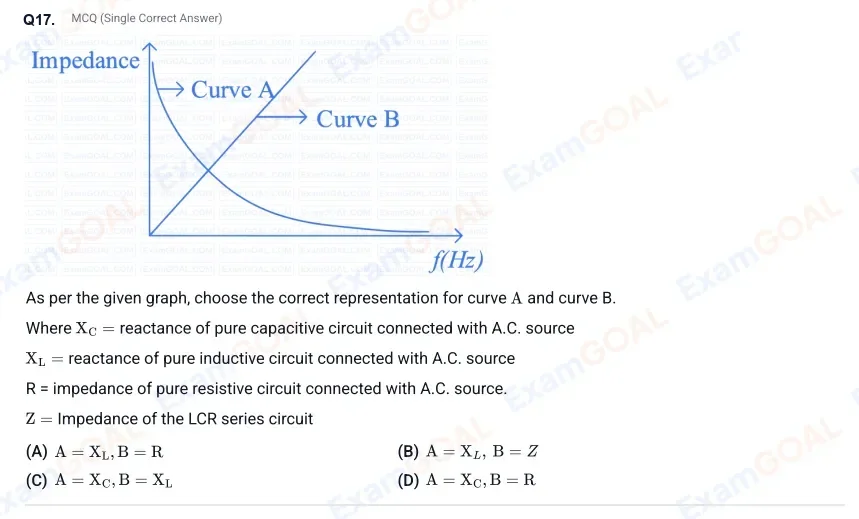 Q17. MCQ (Single Correct Answer)
Impedance
Curve A
Curve B
f(Hz)
As per the given graph, choose the correct representation for curve A and curve B.
Where X_C = reactance of pure capacitive circuit connected with A.C. source
X_L = reactance of pure inductive circuit connected with A.C. source
R = impedance of pure resistive circuit connected with A.C. source.
Z = Impedance of the LCR series circuit
(A) A = X_L, B = R
(B) A = X_L, B = Z
(C) A = X_C, B = X_L
(D) A = X_C, B = R
ExamGOAL